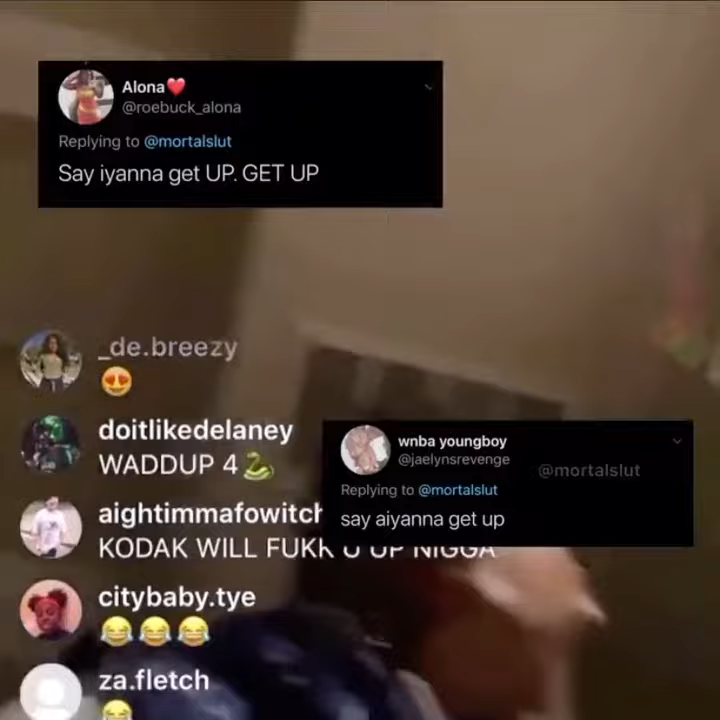 Alona❤️
@roebuck_alona
Replying to @mortalslut
Say iyanna get UP. GET UP
_de.breezy
😍
doitlikedelaney
WADDUP 4🐍
wnba youngboy
@jaelynsrevenge
@mortalslut
Replying to @mortalslut
say aiyanna get up
aightimmafowitch
KODAK WILL FUKK U UP NIGGA
citybaby.tye
😂😂😂
za.fletch
😂